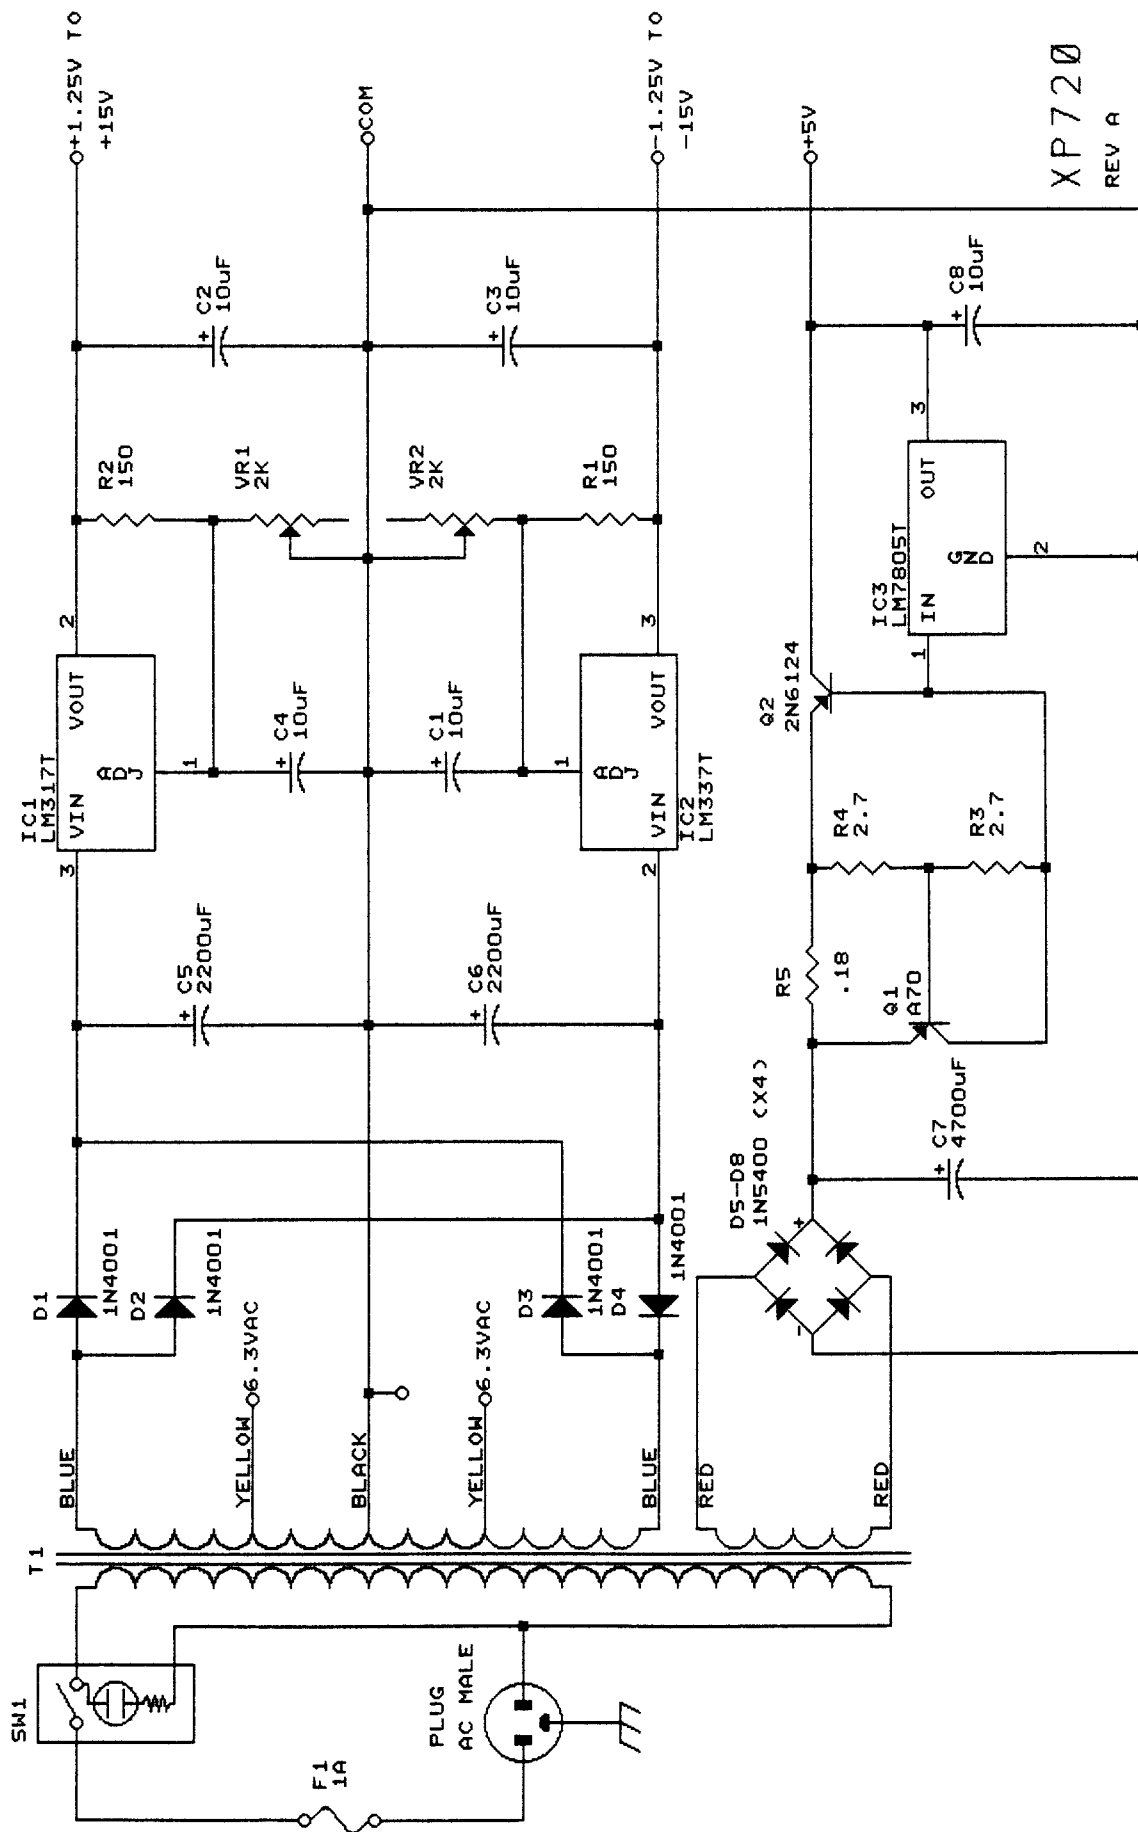 SW1
F1
1A
PLUG
AC MALE
T1
BLUE
YELLOW
6.3VAC
BLACK
YELLOW
6.3VAC
BLUE
RED
RED
D1
1N4001
D2
1N4001
D3
1N4001
D4
1N4001
D5-D8
1N5400 (X4)
+
-
C5
2200uF
+
C6
2200uF
+
C7
4700uF
+
Q1
A70
R5
.18
R4
2.7
R3
2.7
Q2
2N6124
IC1
LM317T
3
VIN
ADJ
VOUT
2
1
C4
10uF
+
C1
10uF
+
IC2
LM337T
2
VIN
ADJ
VOUT
3
1
R2
150
VR1
2K
VR2
2K
R1
150
C2
10uF
+
C3
10uF
+
IC3
LM7805T
1
IN
GND
OUT
3
2
C8
10uF
+
+1.25V TO
+15V
COM
-1.25V TO
-15V
+5V
XP720
REV A